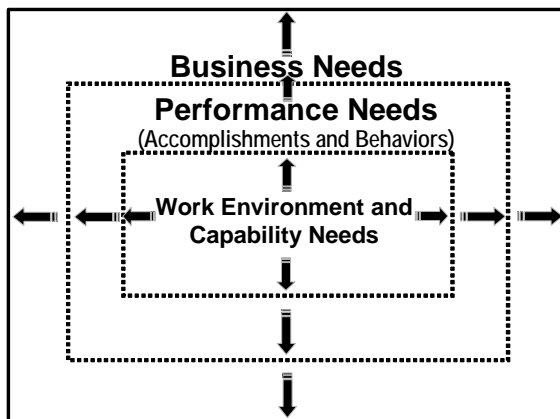 Business Needs
Performance Needs
(Accomplishments and Behaviors)
Work Environment and
Capability Needs